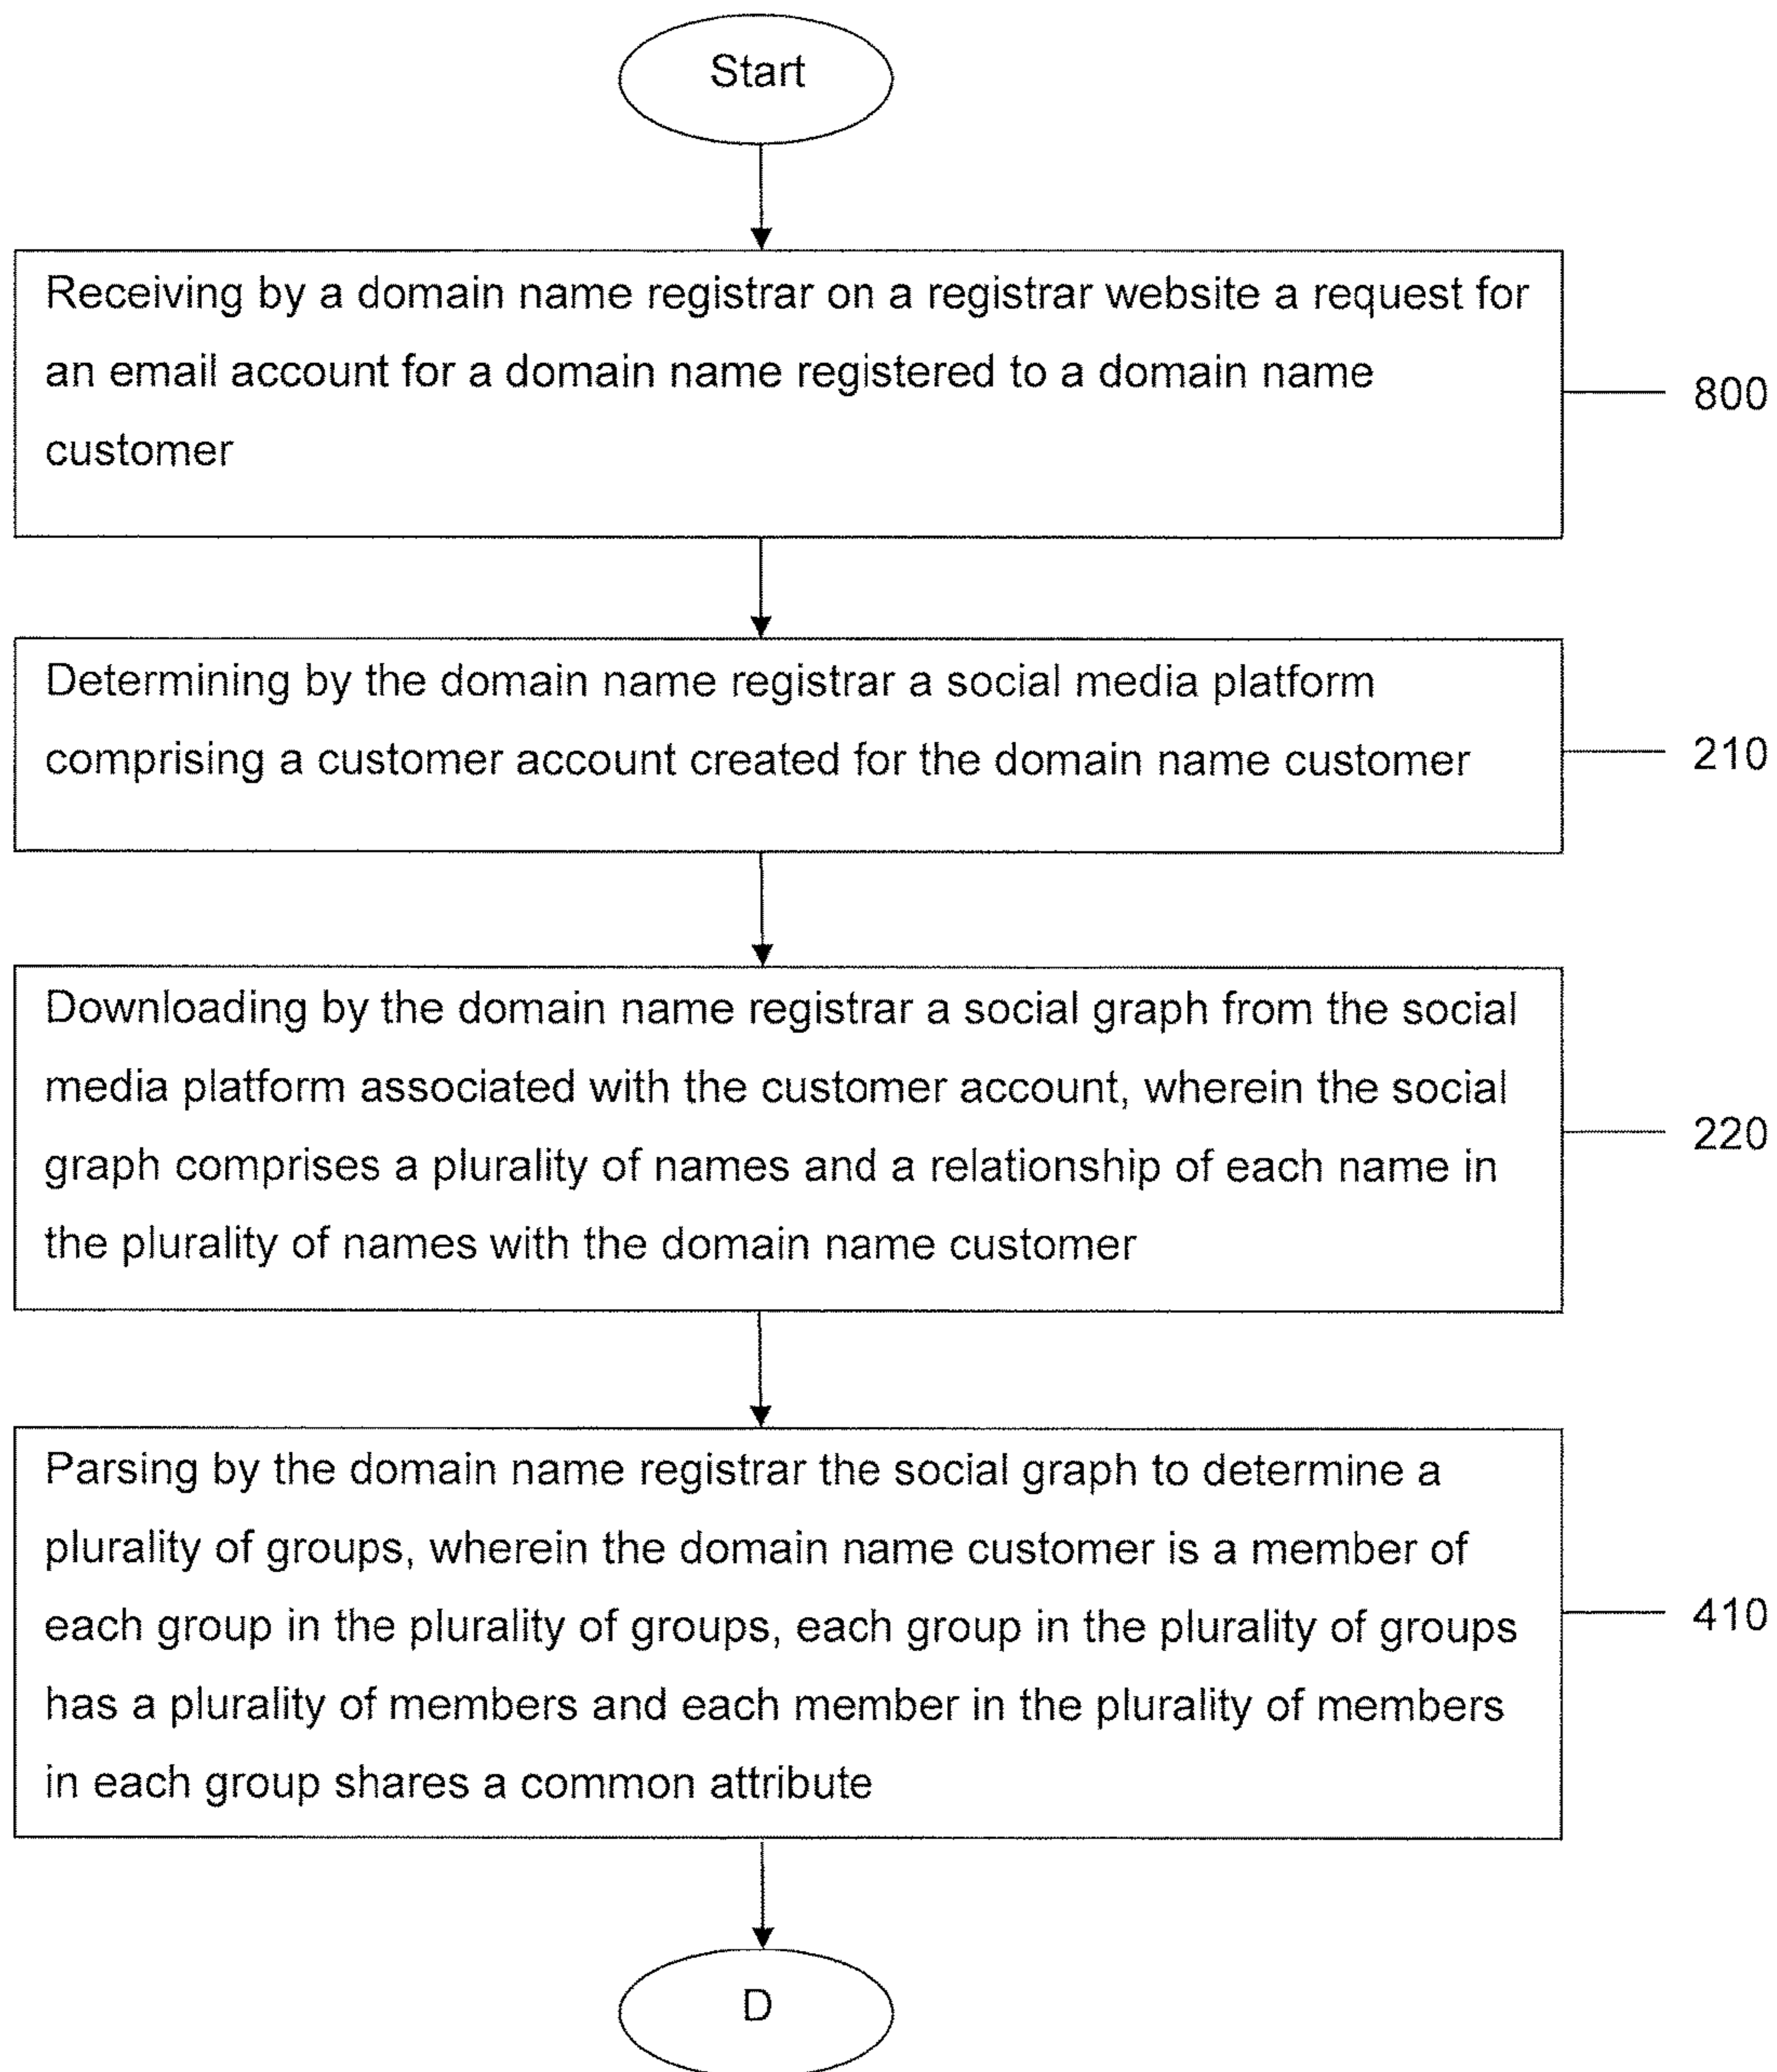 Start
Receiving by a domain name registrar on a registrar website a request for
an email account for a domain name registered to a domain name
customer
800
Determining by the domain name registrar a social media platform
comprising a customer account created for the domain name customer
210
Downloading by the domain name registrar a social graph from the social
media platform associated with the customer account, wherein the social
graph comprises a plurality of names and a relationship of each name in
the plurality of names with the domain name customer
220
Parsing by the domain name registrar the social graph to determine a
plurality of groups, wherein the domain name customer is a member of
each group in the plurality of groups, each group in the plurality of groups
has a plurality of members and each member in the plurality of members
in each group shares a common attribute
410
D